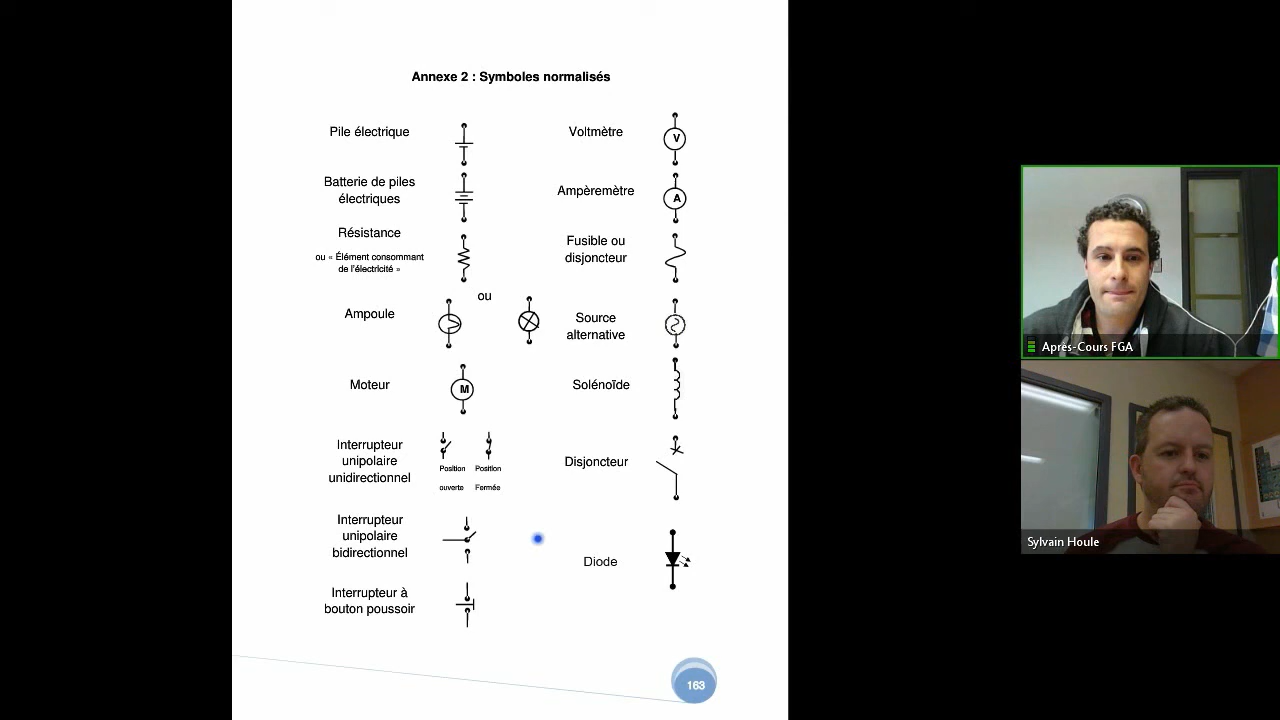 Annexe 2 : Symboles normalisés
Pile électrique
Batterie de piles
électriques
Résistance
ou « Élément consommant
de l'électricité »
ou
Ampoule
Moteur
M
Interrupteur
unipolaire
unidirectionnel
Position
ouverte
Position
Fermée
Interrupteur
unipolaire
bidirectionnel
Interrupteur à
bouton poussoir
Voltmètre
V
Ampèremètre
A
Fusible ou
disjoncteur
Source
alternative
Solénoïde
Disjoncteur
Diode
163
Après-Cours FGA
Sylvain Houle